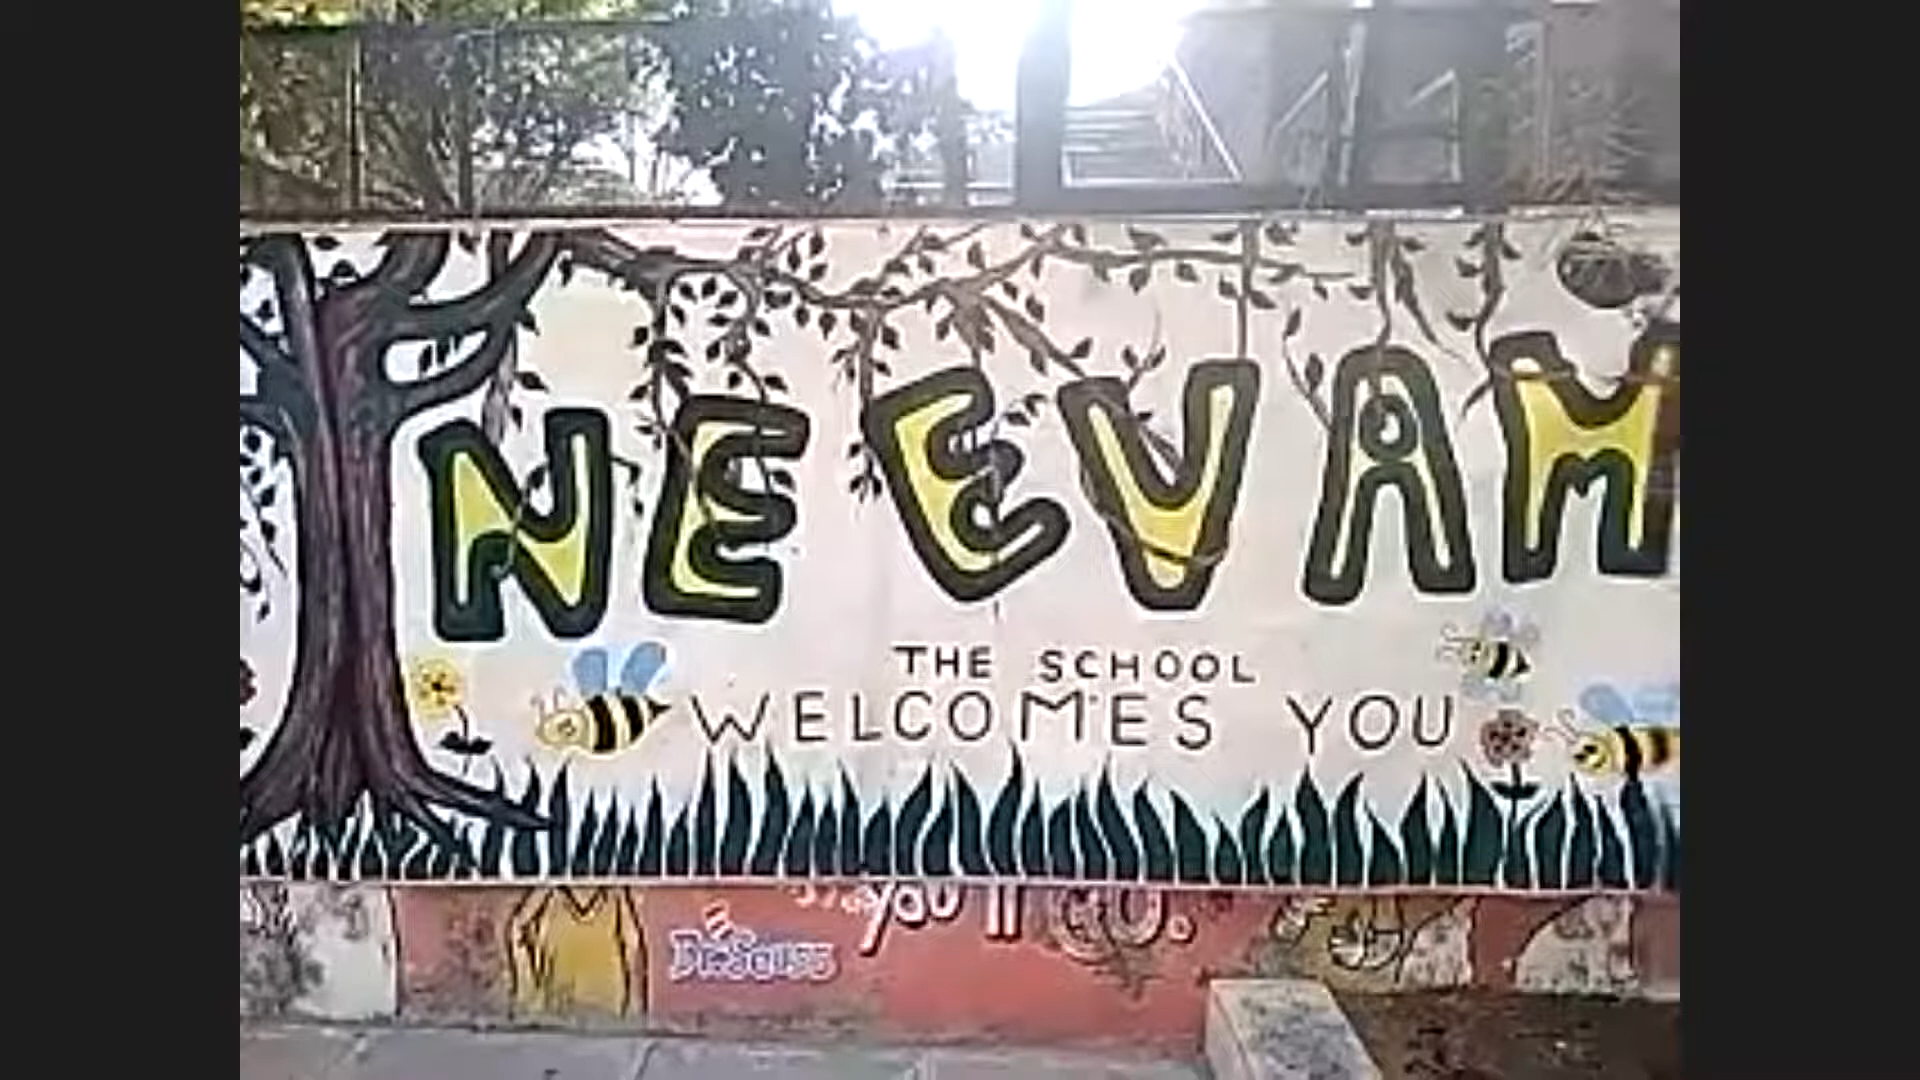 NEEVAM
THE SCHOOL
WELCOMES YOU
you'll GO.
Dr. Seuss